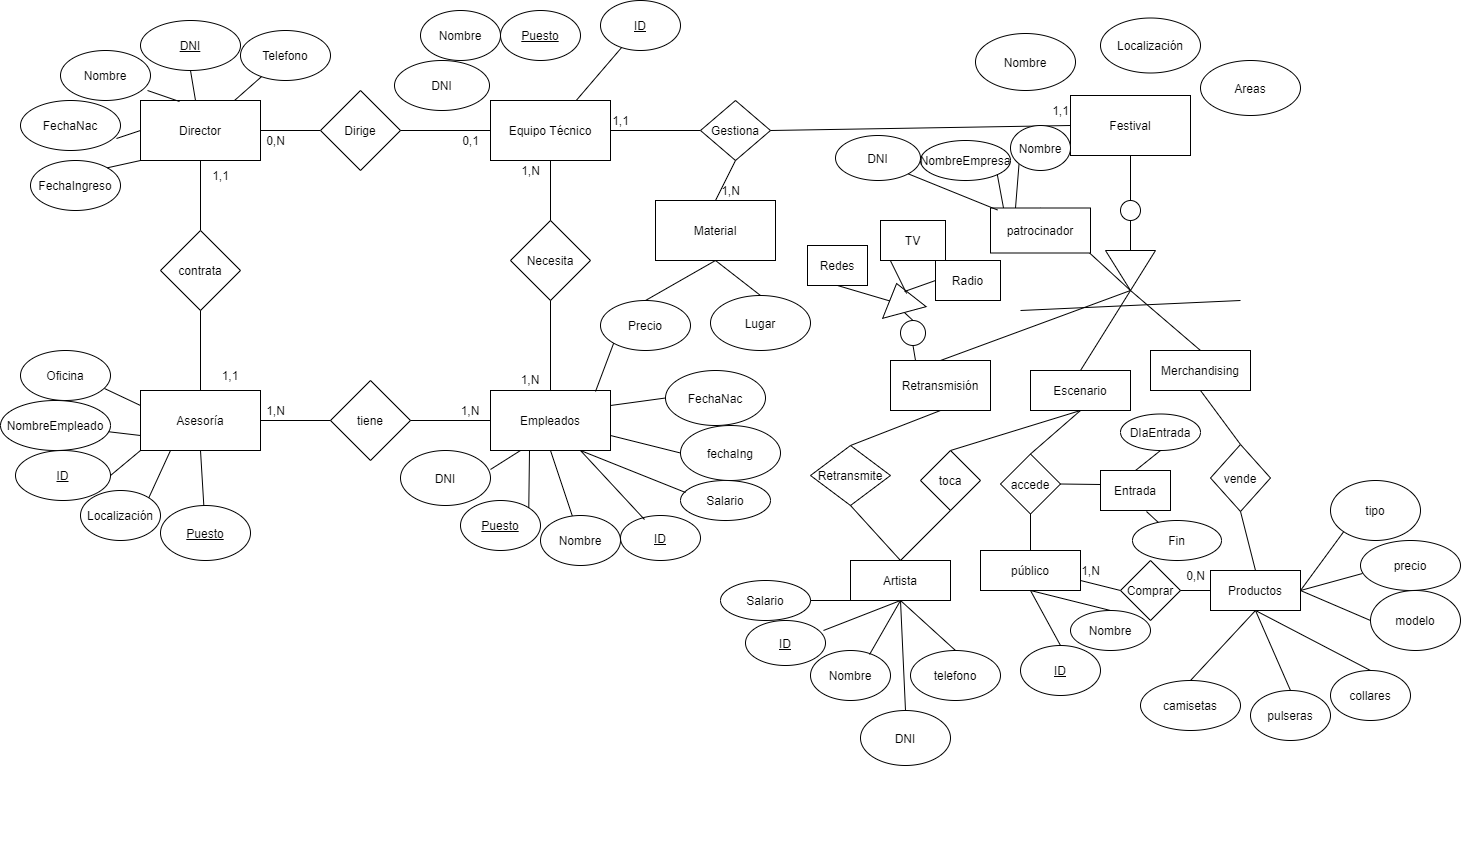 ID
Nombre
Puesto
DNI
Localización
Nombre
Telefono
Nombre
DNI
Areas
FechaNac
Director
Dirige
Equipo Técnico
1,1
Gestiona
1,1
Festival
0,N
0,1
Nombre
DNI
NombreEmpresa
FechaIngreso
1,1
1,N
1,N
Material
patrocinador
TV
contrata
Necesita
Redes
Radio
Precio
Lugar
Oficina
1,1
1,N
Retransmisión
Escenario
Merchandising
FechaNac
NombreEmpleado
Asesoría
1,N
tiene
1,N
Empleados
DIaEntrada
fechaIng
ID
DNI
Retransmite
toca
accede
Entrada
vende
Salario
Localización
Puesto
Puesto
Nombre
ID
tipo
Fin
precio
Artista
público
1,N
Comprar
0,N
Productos
Salario
modelo
ID
Nombre
Nombre
telefono
ID
camisetas
pulseras
collares
DNI